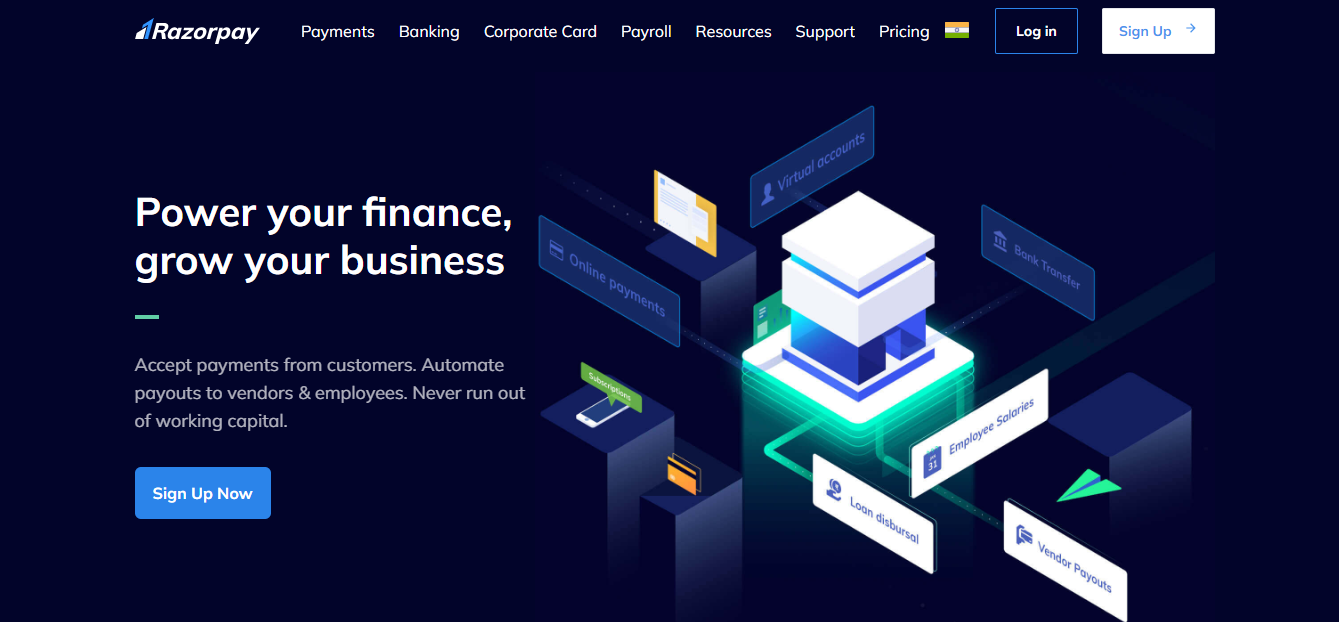 Razorpay
Payments
Banking
Corporate Card
Payroll
Resources
Support
Pricing
Log in
Sign Up
Power your finance,
grow your business
Accept payments from customers. Automate
payouts to vendors & employees. Never run out
of working capital.
Sign Up Now
Virtual accounts
Online payments
Bank Transfer
Subscriptions
Employee Salaries
31
Loan disbursal
Vendor Payouts